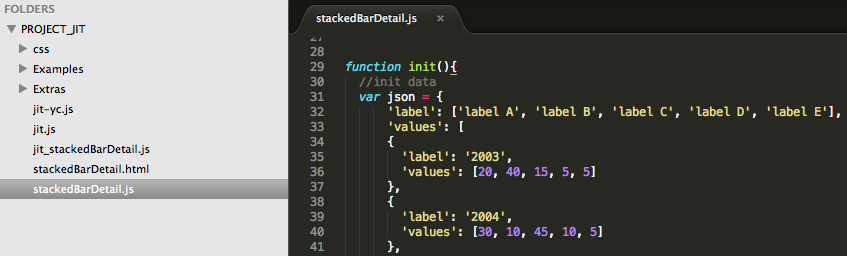 FOLDERS
PROJECT_JIT
css
Examples
Extras
jit-yc.js
jit.js
jit_stackedBarDetail.js
stackedBarDetail.html
stackedBarDetail.js
stackedBarDetail.js ×
27
28
29 function init(){
30 //init data
31 var json = {
32 'label': ['label A', 'label B', 'label C', 'label D', 'label E'],
33 'values': [
34 {
35 'label': '2003',
36 'values': [20, 40, 15, 5, 5]
37 },
38 {
39 'label': '2004',
40 'values': [30, 10, 45, 10, 5]
41 },